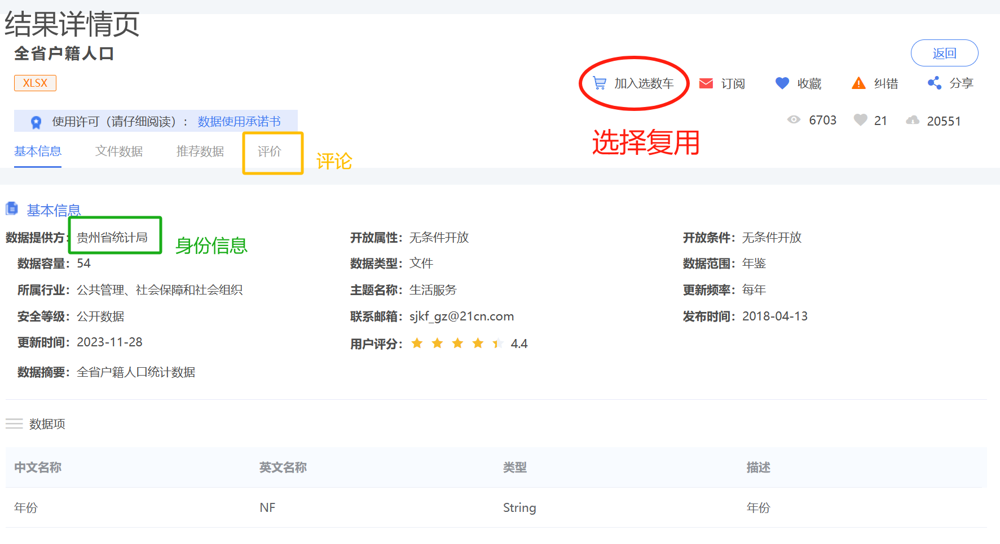 结果详情页
全省户籍人口
返回
XLSX
加入选数车 订阅 收藏 纠错 分享
使用许可（请仔细阅读）： 数据使用承诺书
6703 21 20551
选择复用
基本信息 文件数据 推荐数据 评价 评论
基本信息
数据提供方: 贵州省统计局 身份信息 开放属性： 无条件开放 开放条件： 无条件开放
数据容量： 54 数据类型： 文件 数据范围： 年鉴
所属行业： 公共管理、社会保障和社会组织 主题名称： 生活服务 更新频率： 每年
安全等级： 公开数据 联系邮箱： sjkf_gz@21cn.com 发布时间： 2018-04-13
更新时间： 2023-11-28 用户评分： 4.4
数据摘要： 全省户籍人口统计数据
数据项
中文名称 英文名称 类型 描述
年份 NF String 年份